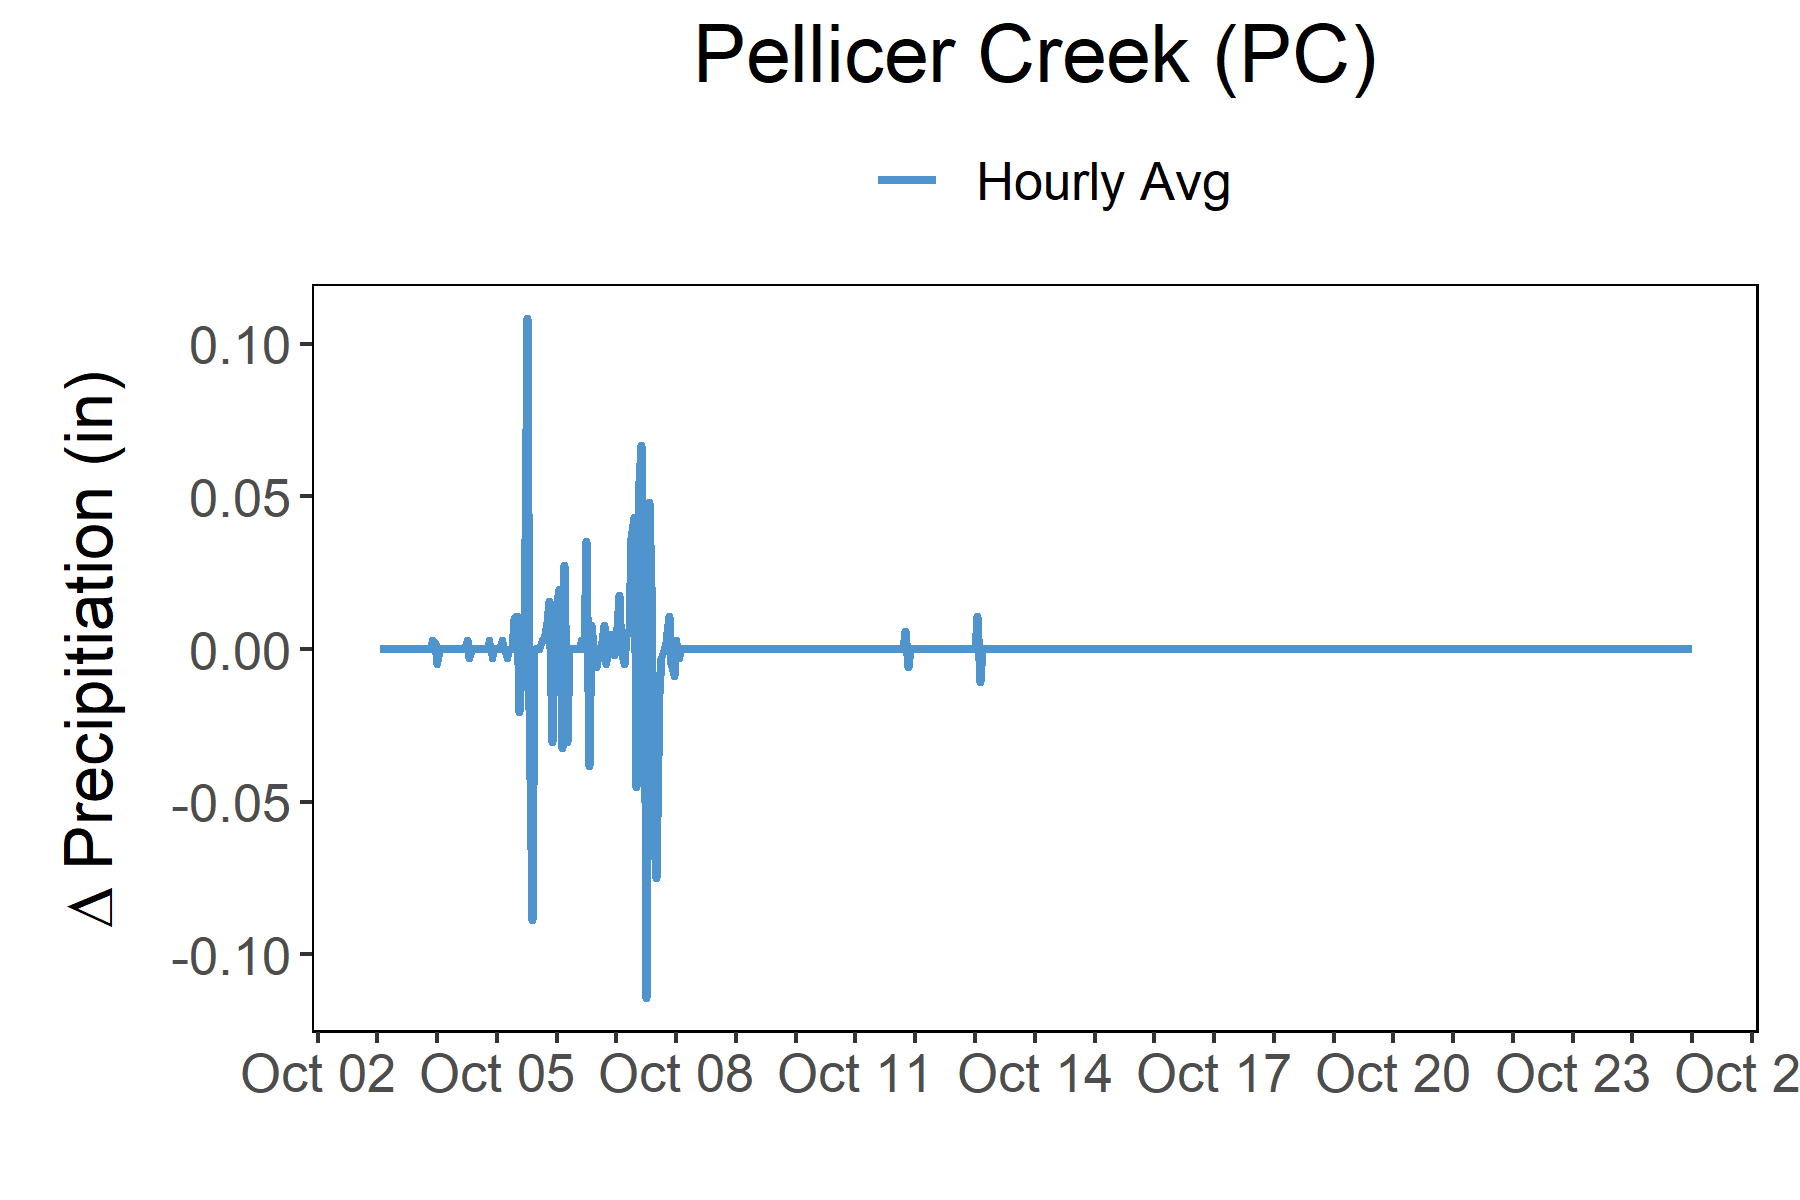 Pellicer Creek (PC)
Hourly Avg
Δ Precipitiation (in)
0.10
0.05
0.00
-0.05
-0.10
Oct 02 Oct 05 Oct 08 Oct 11 Oct 14 Oct 17 Oct 20 Oct 23 Oct 2